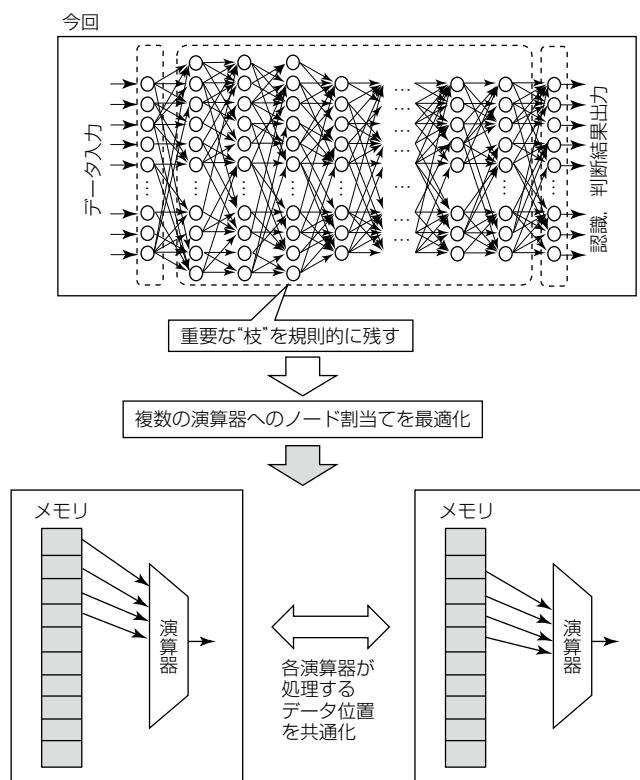 今回
データ入力
認識，判断結果出力
重要な“枝”を規則的に残す
複数の演算器へのノード割当てを最適化
メモリ
演算器
各演算器が
処理する
データ位置
を共通化
メモリ
演算器